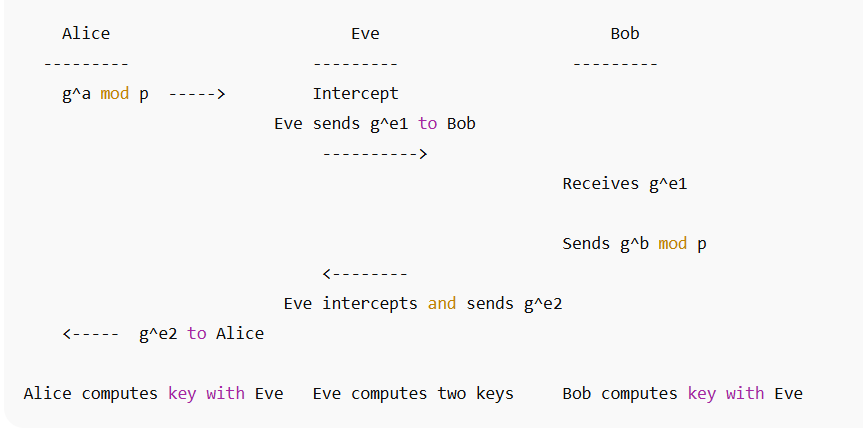 Alice Eve Bob
--------- --------- ---------
g^a mod p -----> Intercept
Eve sends g^e1 to Bob
---------->
Receives g^e1
Sends g^b mod p
<--------
Eve intercepts and sends g^e2
<----- g^e2 to Alice
Alice computes key with Eve Eve computes two keys Bob computes key with Eve